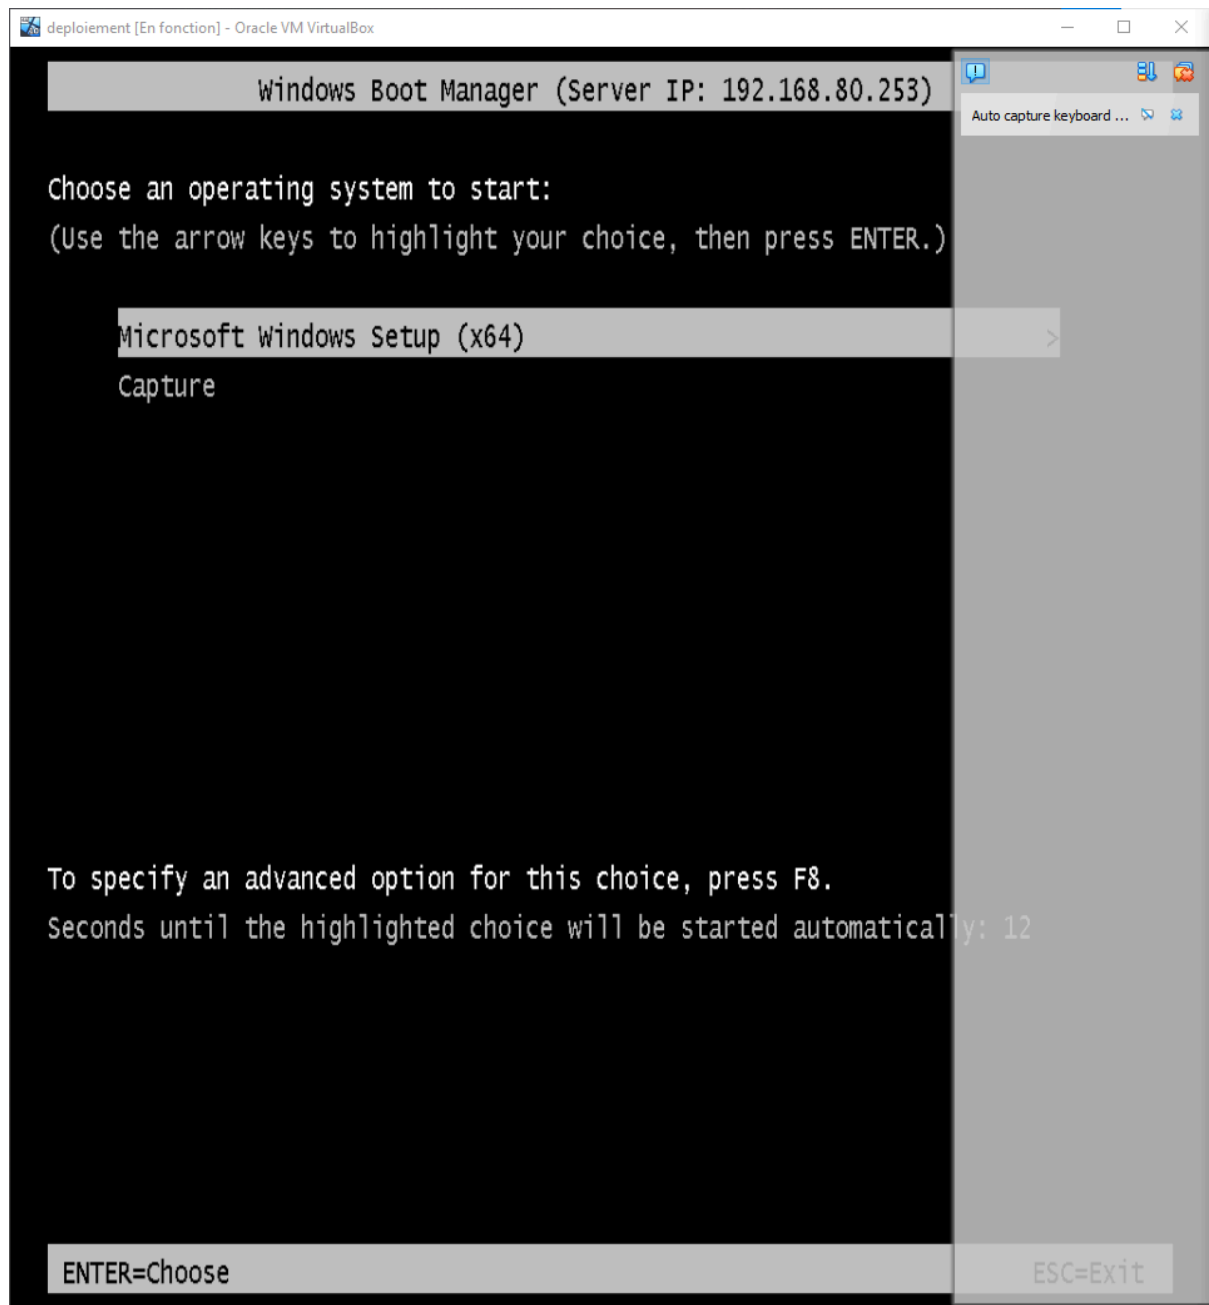 deploiement [En fonction] - Oracle VM VirtualBox
Windows Boot Manager (Server IP: 192.168.80.253)
Auto capture keyboard ...
Choose an operating system to start:
(Use the arrow keys to highlight your choice, then press ENTER.)
Microsoft Windows Setup (x64) >
Capture
To specify an advanced option for this choice, press F8.
Seconds until the highlighted choice will be started automatically: 12
ENTER=Choose ESC=Exit